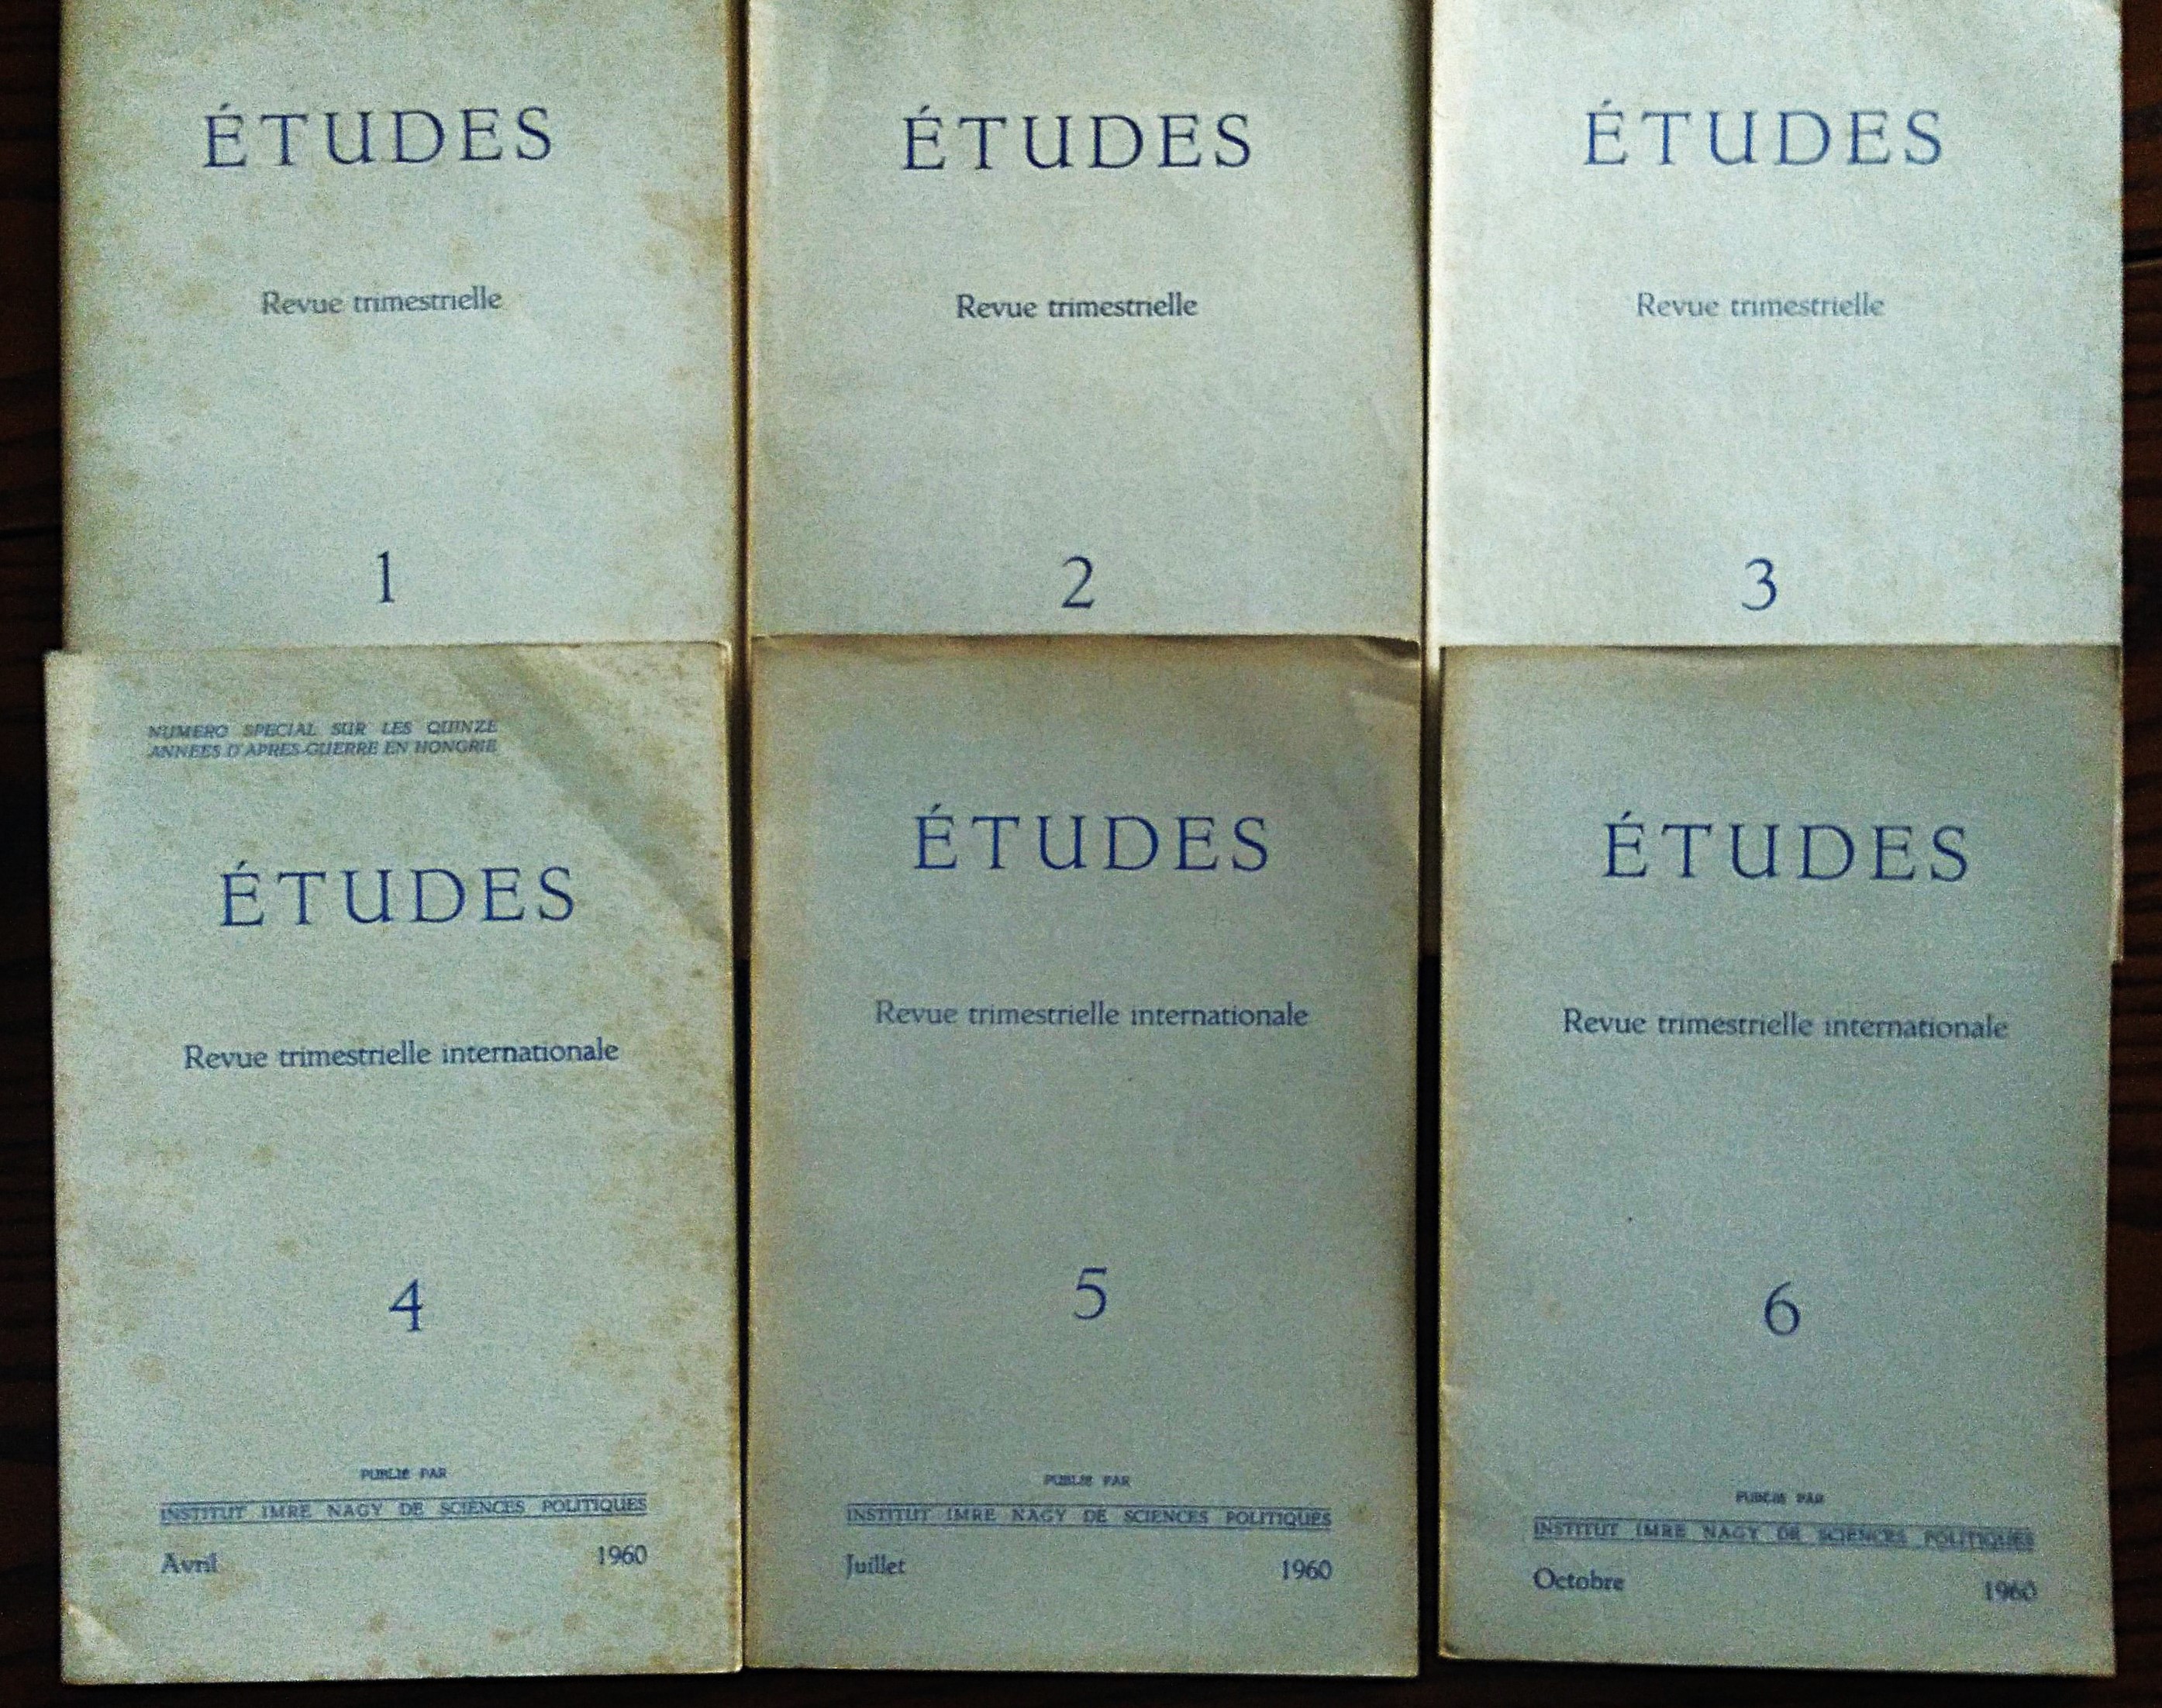 ÉTUDES
Revue trimestrielle
1
ÉTUDES
Revue trimestrielle
2
ÉTUDES
Revue trimestrielle
3
NUMERO SPECIAL SUR LES QUINZE
ANNEES D'APRES-GUERRE EN HONGRIE
ÉTUDES
Revue trimestrielle internationale
4
PUBLIÉ PAR
INSTITUT IMRE NAGY DE SCIENCES POLITIQUES
Avril 1960
ÉTUDES
Revue trimestrielle internationale
5
PUBLIÉ PAR
INSTITUT IMRE NAGY DE SCIENCES POLITIQUES
Juillet 1960
ÉTUDES
Revue trimestrielle internationale
6
PUBLIÉ PAR
INSTITUT IMRE NAGY DE SCIENCES POLITIQUES
Octobre 1960